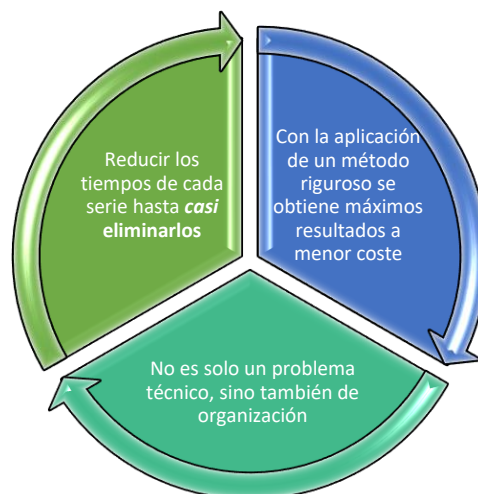 Reducir los
tiempos de cada
serie hasta casi
eliminarlos
Con la aplicación
de un método
riguroso se
obtiene máximos
resultados a
menor coste
No es solo un problema
técnico, sino también de
organización